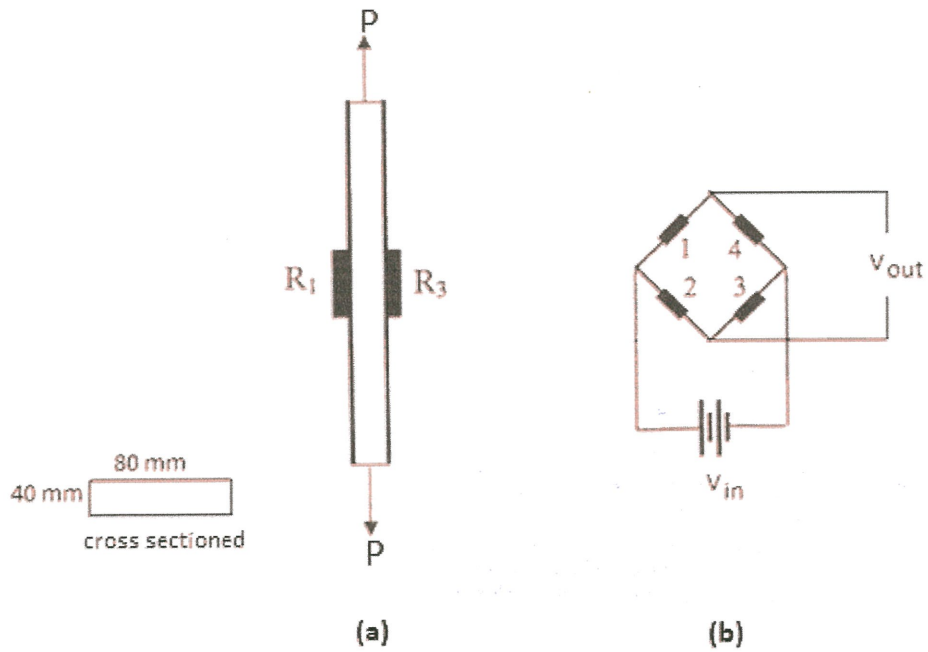 P
R₁ R₃
1 4
2 3
Vout
Vin
80 mm
40 mm
cross sectioned
P
(a) (b)